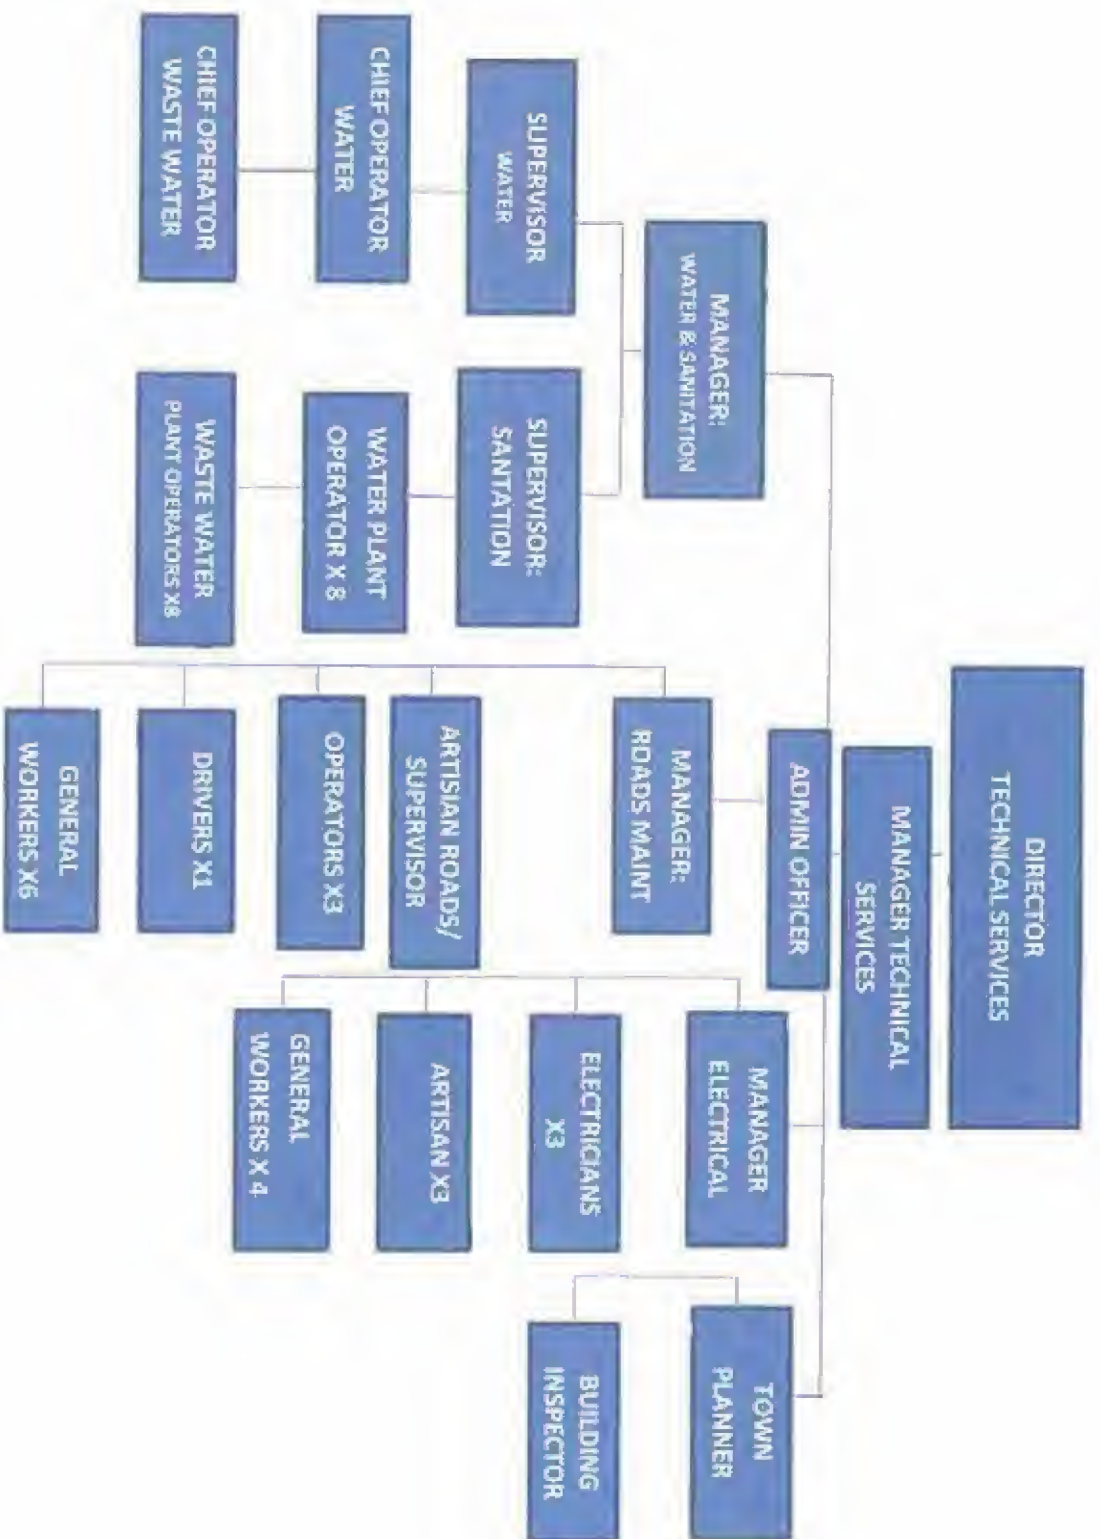 DIRECTOR
TECHNICAL SERVICES
MANAGER TECHNICAL
SERVICES
ADMIN OFFICER
MANAGER:
WATER & SANITATION
SUPERVISOR
WATER
CHIEF OPERATOR
WATER
CHIEF OPERATOR
WASTE WATER
SUPERVISOR:
SANTATION
WATER PLANT
OPERATOR X 8
WASTE WATER
PLANT OPERATORS X8
MANAGER:
ROADS MAINT
ARTISIAN ROADS/
SUPERVISOR
OPERATORS X3
DRIVERS X1
GENERAL
WORKERS X6
MANAGER
ELECTRICAL
ELECTRICIANS
X3
ARTISAN X3
GENERAL
WORKERS X 4
TOWN
PLANNER
BUILDING
INSPECTOR